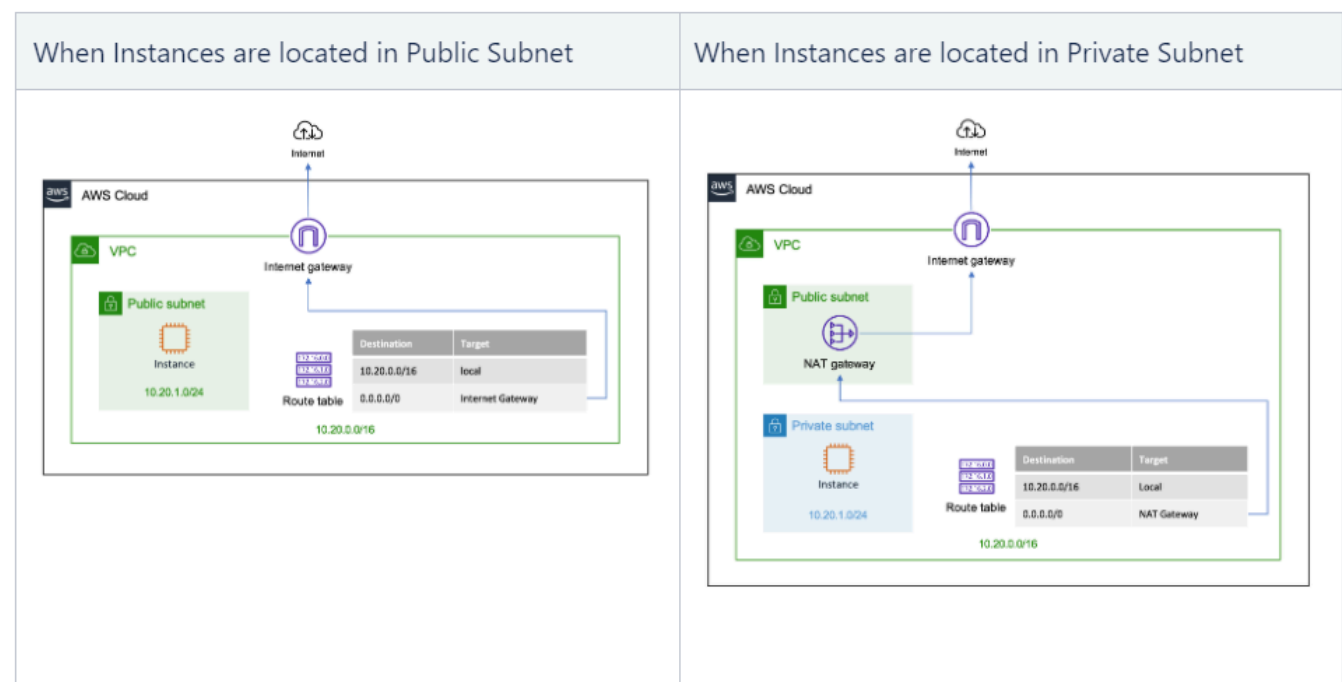 When Instances are located in Public Subnet
When Instances are located in Private Subnet
Internet
aws
AWS Cloud
VPC
Internet gateway
Public subnet
Instance
10.20.1.0/24
Route table
Destination Target
10.20.0.0/16 local
0.0.0.0/0 Internet Gateway
10.20.0.0/16
Internet
aws
AWS Cloud
VPC
Internet gateway
Public subnet
NAT gateway
Private subnet
Instance
10.20.1.0/24
Route table
Destination Target
10.20.0.0/16 Local
0.0.0.0/0 NAT Gateway
10.20.0.0/16